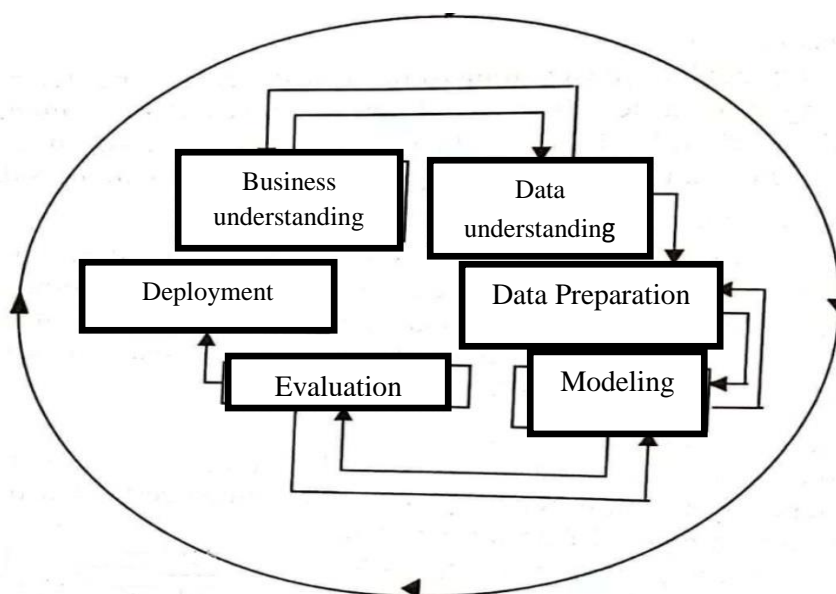 Business
understanding
Data
understanding
Deployment
Data Preparation
Evaluation
Modeling